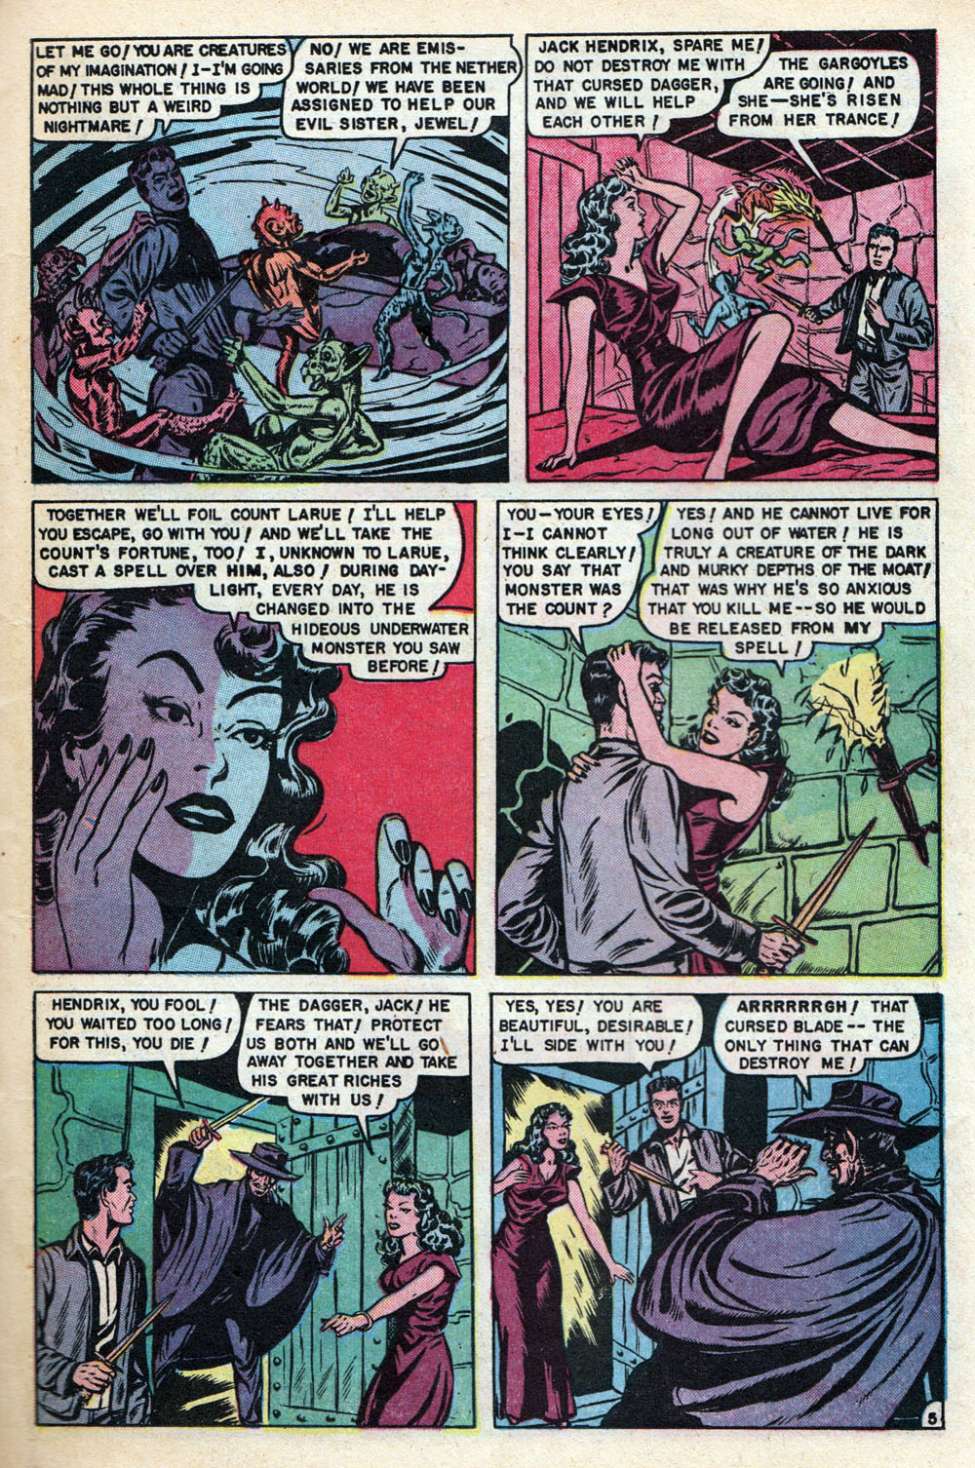 LET ME GO! YOU ARE CREATURES
OF MY IMAGINATION! I-I'M GOING
MAD! THIS WHOLE THING IS
NOTHING BUT A WEIRD
NIGHTMARE!
NO! WE ARE EMIS-
SARIES FROM THE NETHER
WORLD! WE HAVE BEEN
ASSIGNED TO HELP OUR
EVIL SISTER, JEWEL!
JACK HENDRIX, SPARE ME!
DO NOT DESTROY ME WITH
THAT CURSED DAGGER,
AND WE WILL HELP
EACH OTHER!
THE GARGOYLES
ARE GOING! AND
SHE—SHE'S RISEN
FROM HER TRANCE!
TOGETHER WE'LL FOIL COUNT LARUE! I'LL HELP
YOU ESCAPE, GO WITH YOU! AND WE'LL TAKE THE
COUNT'S FORTUNE, TOO! I, UNKNOWN TO LARUE,
CAST A SPELL OVER HIM, ALSO! DURING DAY-
LIGHT, EVERY DAY, HE IS
CHANGED INTO THE
HIDEOUS UNDERWATER
MONSTER YOU SAW
BEFORE!
YOU-YOUR EYES!
I-I CANNOT
THINK CLEARLY!
YOU SAY THAT
MONSTER WAS
THE COUNT?
YES! AND HE CANNOT LIVE FOR
LONG OUT OF WATER! HE IS
TRULY A CREATURE OF THE DARK
AND MURKY DEPTHS OF THE MOAT!
THAT WAS WHY HE'S SO ANXIOUS
THAT YOU KILL ME--SO HE WOULD
BE RELEASED FROM MY
SPELL!
HENDRIX, YOU FOOL!
YOU WAITED TOO LONG!
FOR THIS, YOU DIE!
THE DAGGER, JACK! HE
FEARS THAT! PROTECT
US BOTH AND WE'LL GO
AWAY TOGETHER AND TAKE
HIS GREAT RICHES
WITH US!
YES, YES! YOU ARE
BEAUTIFUL, DESIRABLE!
I'LL SIDE WITH YOU!
ARRRRRRGH! THAT
CURSED BLADE-- THE
ONLY THING THAT CAN
DESTROY ME!
5